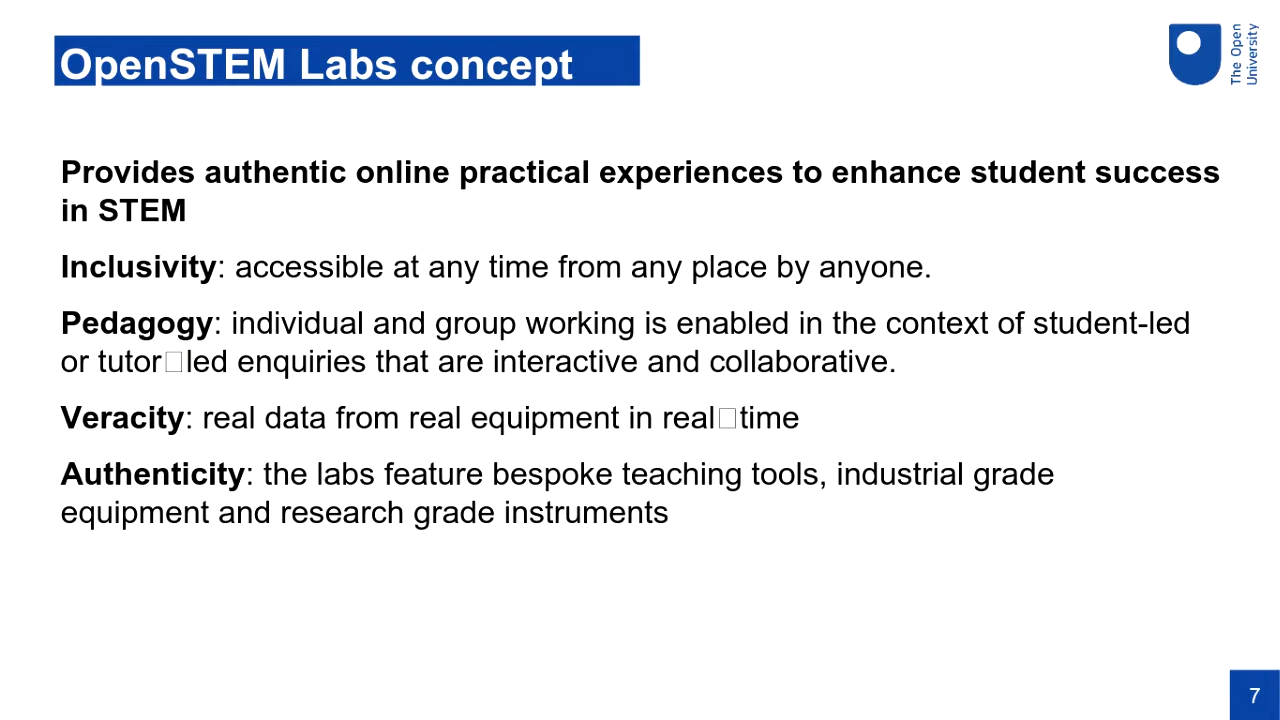 OpenSTEM Labs concept
The Open
University
Provides authentic online practical experiences to enhance student success
in STEM
Inclusivity: accessible at any time from any place by anyone.
Pedagogy: individual and group working is enabled in the context of student-led
or tutor□led enquiries that are interactive and collaborative.
Veracity: real data from real equipment in real□time
Authenticity: the labs feature bespoke teaching tools, industrial grade
equipment and research grade instruments
7